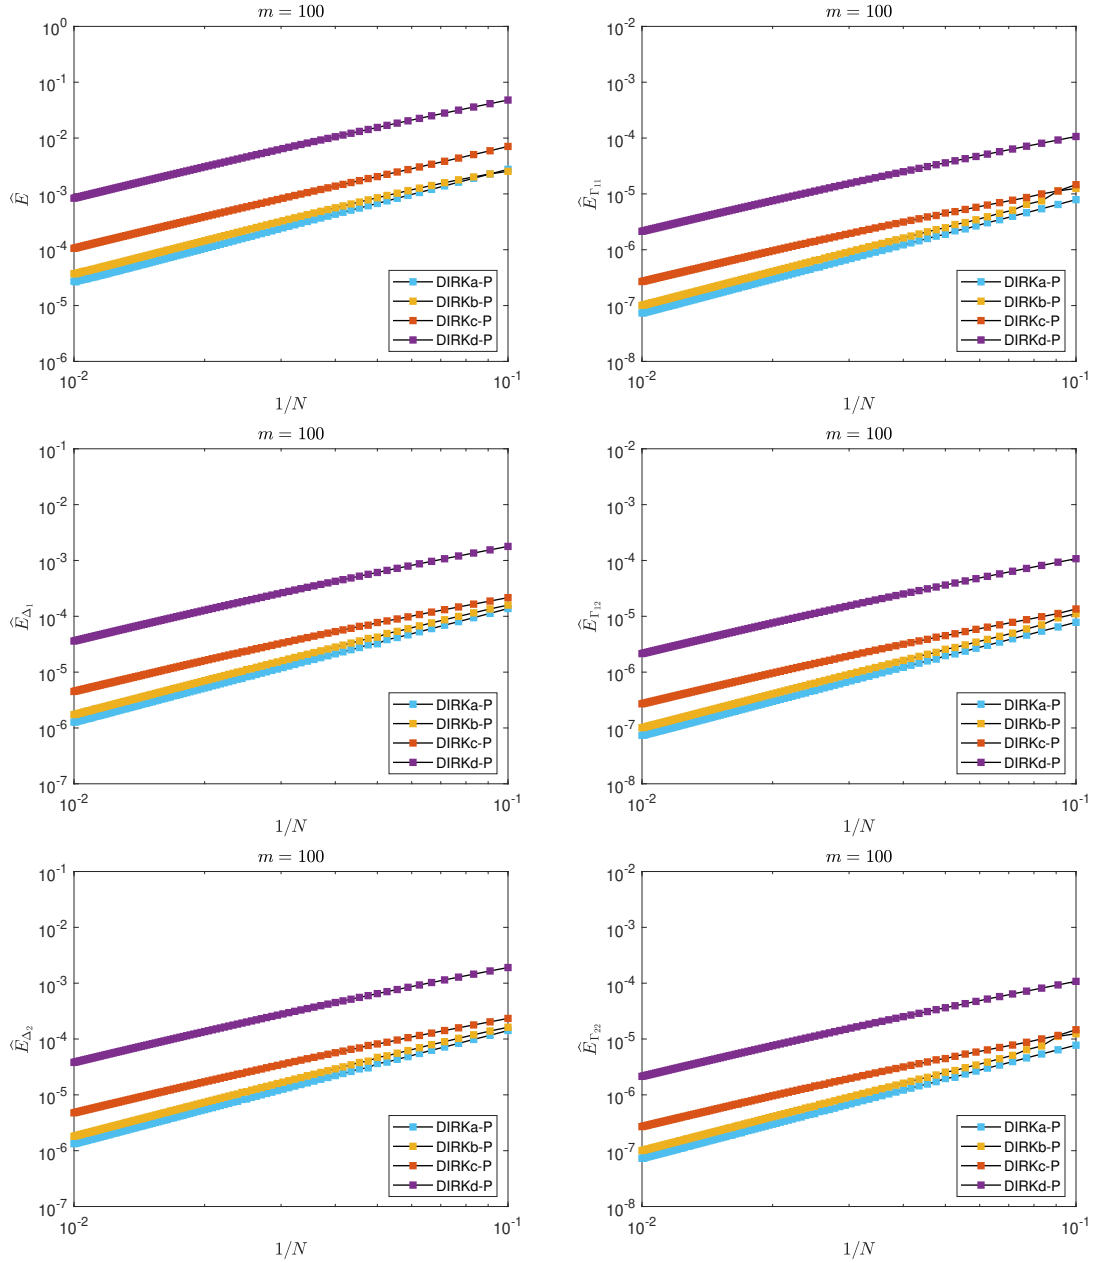 m = 100
10^0
10^-1
10^-2
10^-3
10^-4
10^-5
10^-6
Ê
10^-2
10^-1
1/N
DIRKa-P
DIRKb-P
DIRKc-P
DIRKd-P
m = 100
10^-2
10^-3
10^-4
10^-5
10^-6
10^-7
10^-8
Ê_Γ₁₁
10^-2
10^-1
1/N
DIRKa-P
DIRKb-P
DIRKc-P
DIRKd-P
m = 100
10^-1
10^-2
10^-3
10^-4
10^-5
10^-6
10^-7
Ê_Δ₁
10^-2
10^-1
1/N
DIRKa-P
DIRKb-P
DIRKc-P
DIRKd-P
m = 100
10^-2
10^-3
10^-4
10^-5
10^-6
10^-7
10^-8
Ê_Γ₁₂
10^-2
10^-1
1/N
DIRKa-P
DIRKb-P
DIRKc-P
DIRKd-P
m = 100
10^-1
10^-2
10^-3
10^-4
10^-5
10^-6
10^-7
Ê_Δ₂
10^-2
10^-1
1/N
DIRKa-P
DIRKb-P
DIRKc-P
DIRKd-P
m = 100
10^-2
10^-3
10^-4
10^-5
10^-6
10^-7
10^-8
Ê_Γ₂₂
10^-2
10^-1
1/N
DIRKa-P
DIRKb-P
DIRKc-P
DIRKd-P